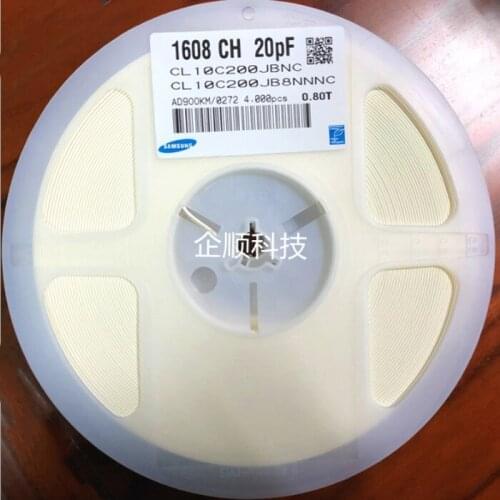 1608 CH 20pF
CL10C200JBNC
CL10C200JB8NNNC
AD900KM/0272 4.000pcs 0.80T
SAMSUNG
企顺科技